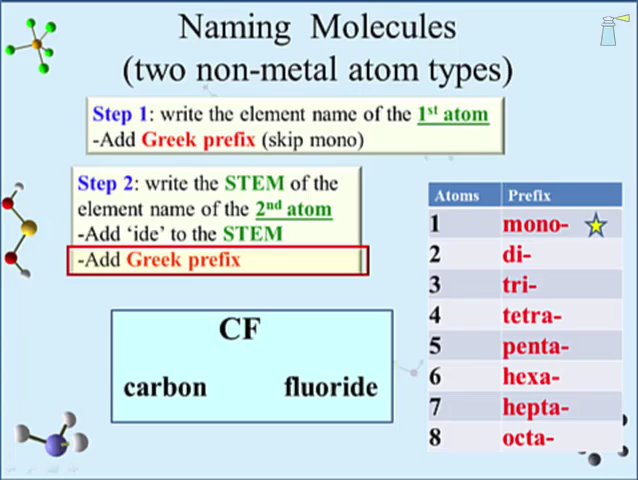 Naming Molecules
(two non-metal atom types)
Step 1: write the element name of the 1st atom
-Add Greek prefix (skip mono)
Step 2: write the STEM of the
element name of the 2nd atom
-Add ‘ide’ to the STEM
-Add Greek prefix
CF
carbon fluoride
Atoms Prefix
1 mono-
2 di-
3 tri-
4 tetra-
5 penta-
6 hexa-
7 hepta-
8 octa-